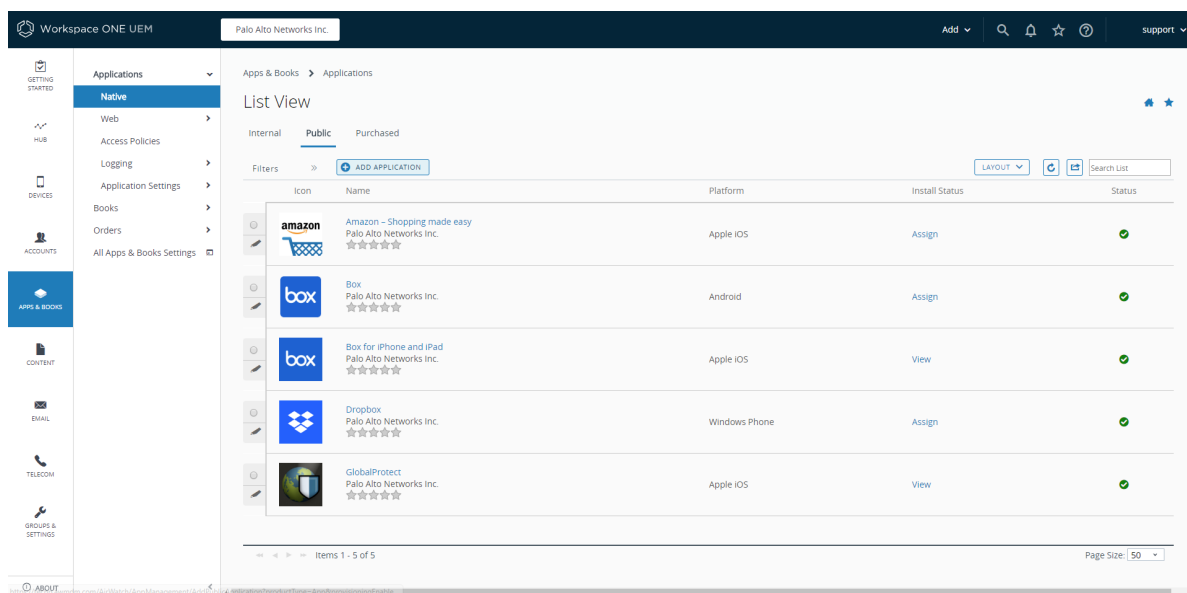 Workspace ONE UEM
Palo Alto Networks Inc.
Add
support
GETTING STARTED
HUB
DEVICES
ACCOUNTS
APPS & BOOKS
CONTENT
EMAIL
TELECOM
GROUPS & SETTINGS
ABOUT
Applications
Native
Web
Access Policies
Logging
Application Settings
Books
Orders
All Apps & Books Settings
Apps & Books > Applications
List View
Internal Public Purchased
Filters » ADD APPLICATION LAYOUT Search List
Icon Name Platform Install Status Status
amazon
Amazon – Shopping made easy
Palo Alto Networks Inc.
Apple iOS Assign
box
Box
Palo Alto Networks Inc.
Android Assign
box
Box for iPhone and iPad
Palo Alto Networks Inc.
Apple iOS View
Dropbox
Palo Alto Networks Inc.
Windows Phone Assign
GlobalProtect
Palo Alto Networks Inc.
Apple iOS View
Items 1 - 5 of 5
Page Size: 50